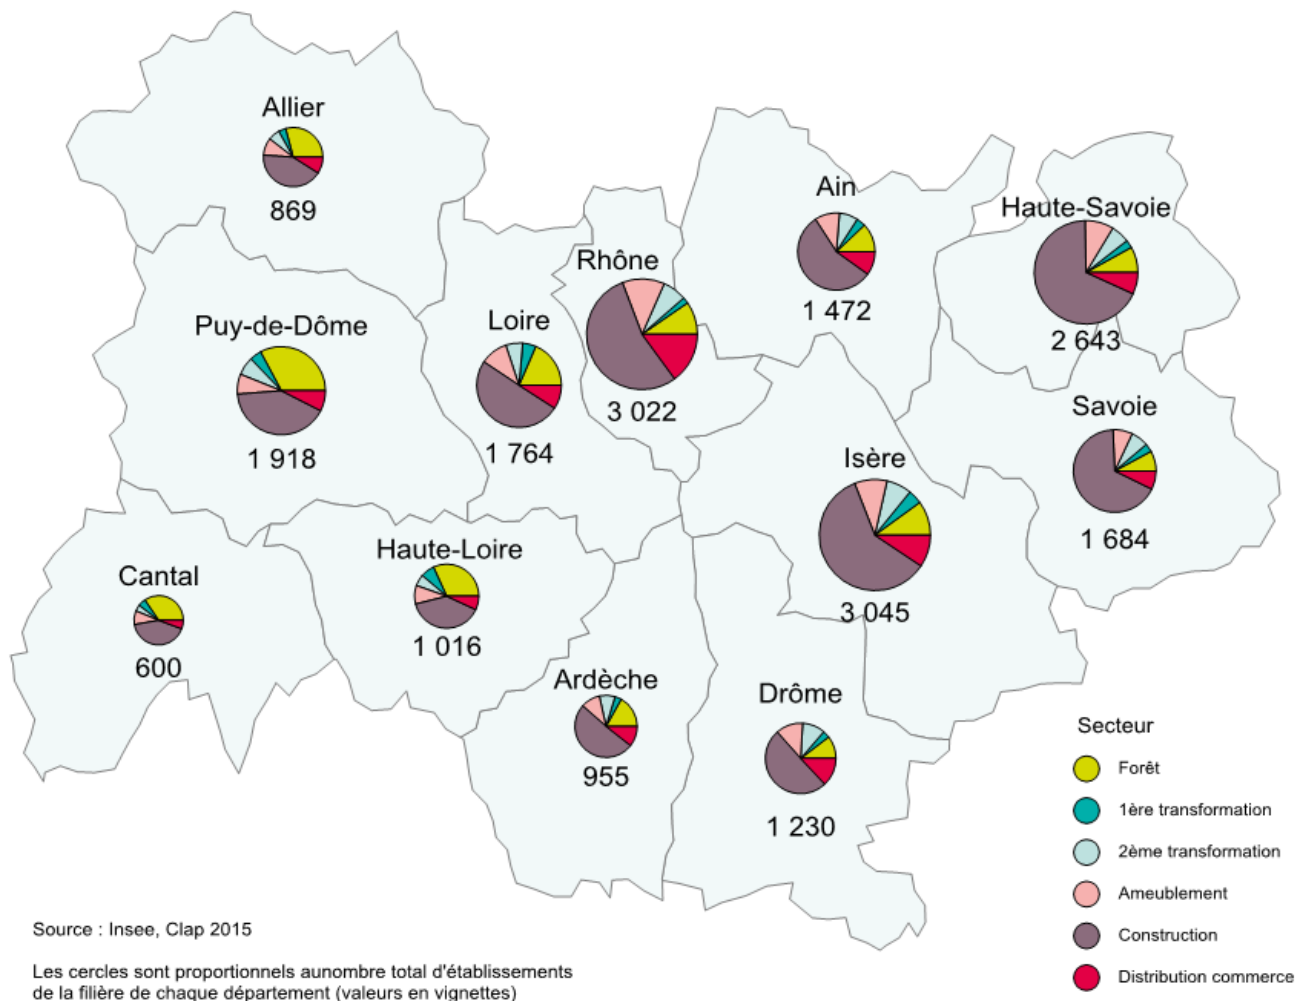 Allier
869
Ain
1 472
Haute-Savoie
2 643
Rhône
3 022
Puy-de-Dôme
1 918
Loire
1 764
Savoie
1 684
Isère
3 045
Haute-Loire
1 016
Cantal
600
Ardèche
955
Drôme
1 230
Secteur
Forêt
1ère transformation
2ème transformation
Ameublement
Construction
Distribution commerce
Source : Insee, Clap 2015
Les cercles sont proportionnels aunombre total d'établissements
de la filière de chaque département (valeurs en vignettes)